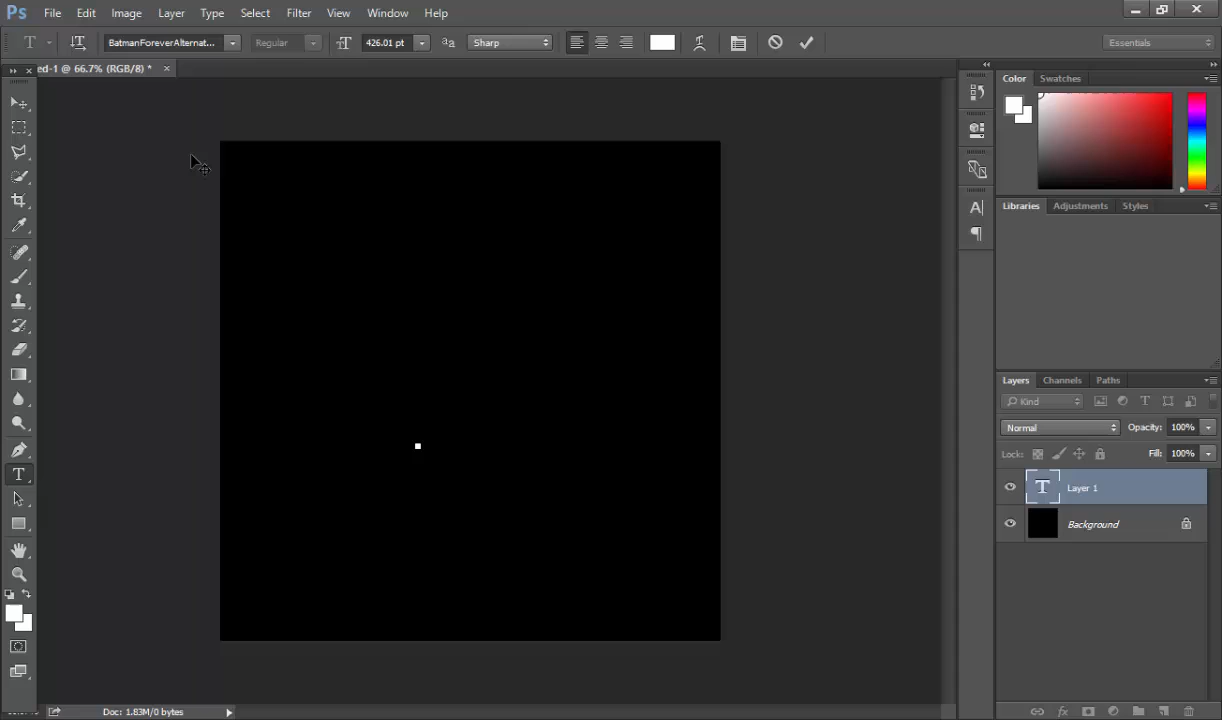 Ps File Edit Image Layer Type Select Filter View Window Help
T BatmanForeverAlternat... Regular 426.01 pt aa Sharp Essentials
ed-1 @ 66.7% (RGB/8) *
Color Swatches
Libraries Adjustments Styles
Layers Channels Paths
Kind
Normal Opacity: 100%
Lock: Fill: 100%
T Layer 1
Background
Doc: 1.83M/0 bytes